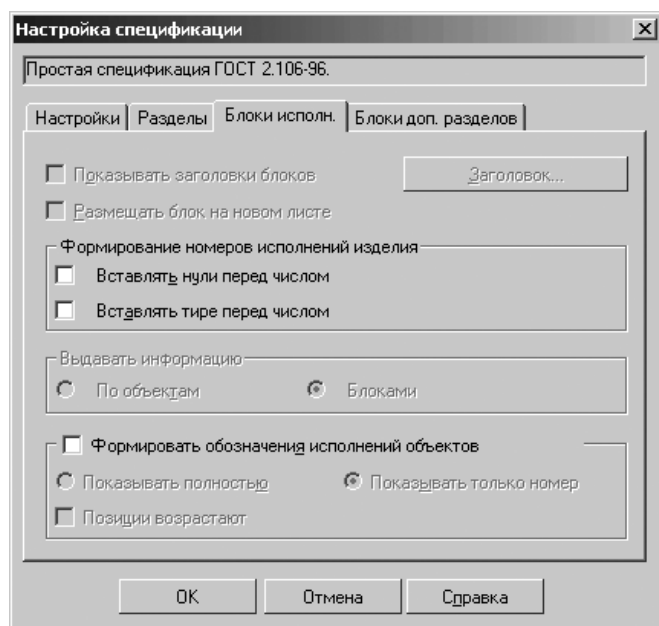 Настройка спецификации
Простая спецификация ГОСТ 2.106-96.
Настройки Разделы Блоки исполн. Блоки доп. разделов
Показывать заголовки блоков Заголовок...
Размещать блок на новом листе
Формирование номеров исполнений изделия
Вставлять нули перед числом
Вставлять тире перед числом
Выдавать информацию
По объектам Блоками
Формировать обозначения исполнений объектов
Показывать полностью Показывать только номер
Позиции возрастают
OK Отмена Справка